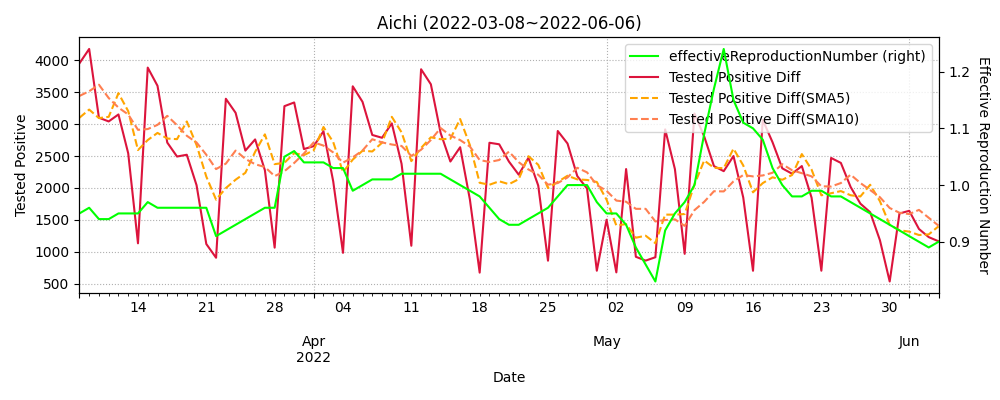 Aichi (2022-03-08~2022-06-06)
effectiveReproductionNumber (right)
Tested Positive Diff
Tested Positive Diff(SMA5)
Tested Positive Diff(SMA10)
Tested Positive
4000
3500
3000
2500
2000
1500
1000
500
Effective Reproduction Number
1.2
1.1
1.0
0.9
14 21 28 04 11 18 25 02 09 16 23 30
Apr May Jun
2022
Date